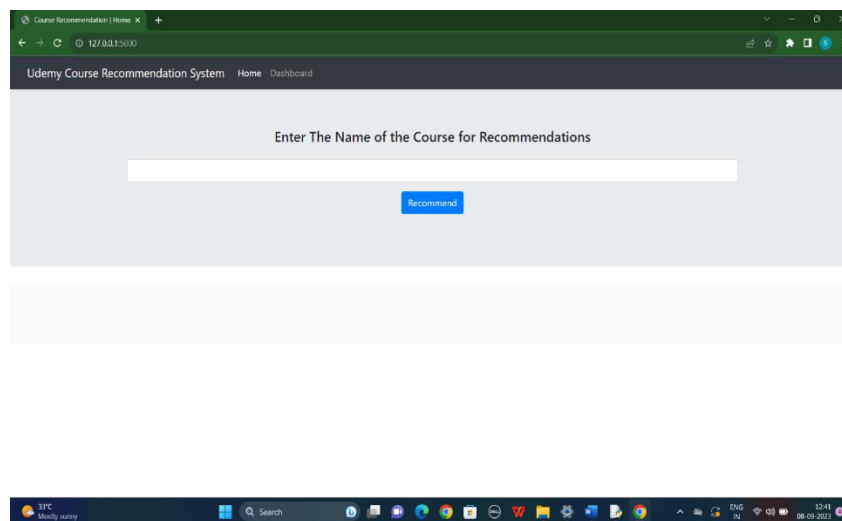 Course Recommendation | Home
127.0.0.1:5000
Udemy Course Recommendation System Home Dashboard
Enter The Name of the Course for Recommendations
Recommend
33°C
Mostly sunny
Search
ENG
IN
12:41
08-09-2023